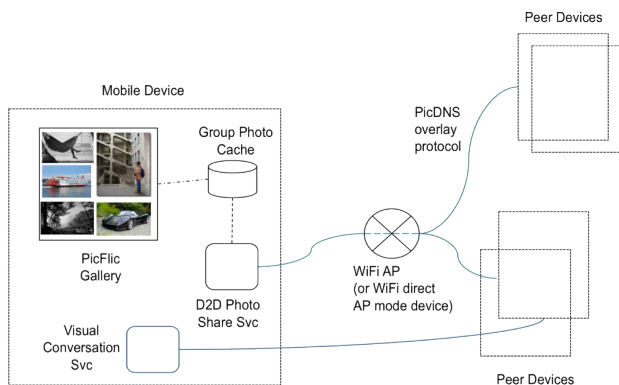 Peer Devices
Mobile Device
PicDNS
overlay
protocol
Group Photo
Cache
PicFlic
Gallery
WiFi AP
(or WiFi direct
AP mode device)
D2D Photo
Share Svc
Visual
Conversation
Svc
Peer Devices